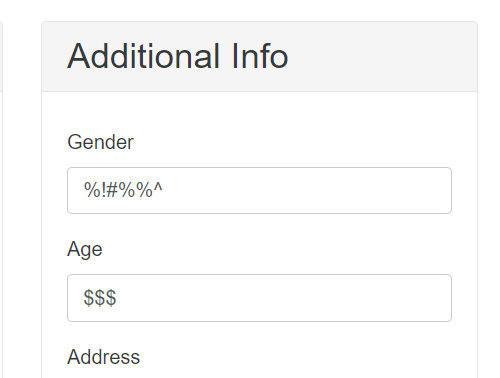 Additional Info
Gender
%!#%%^
Age
$$$
Address